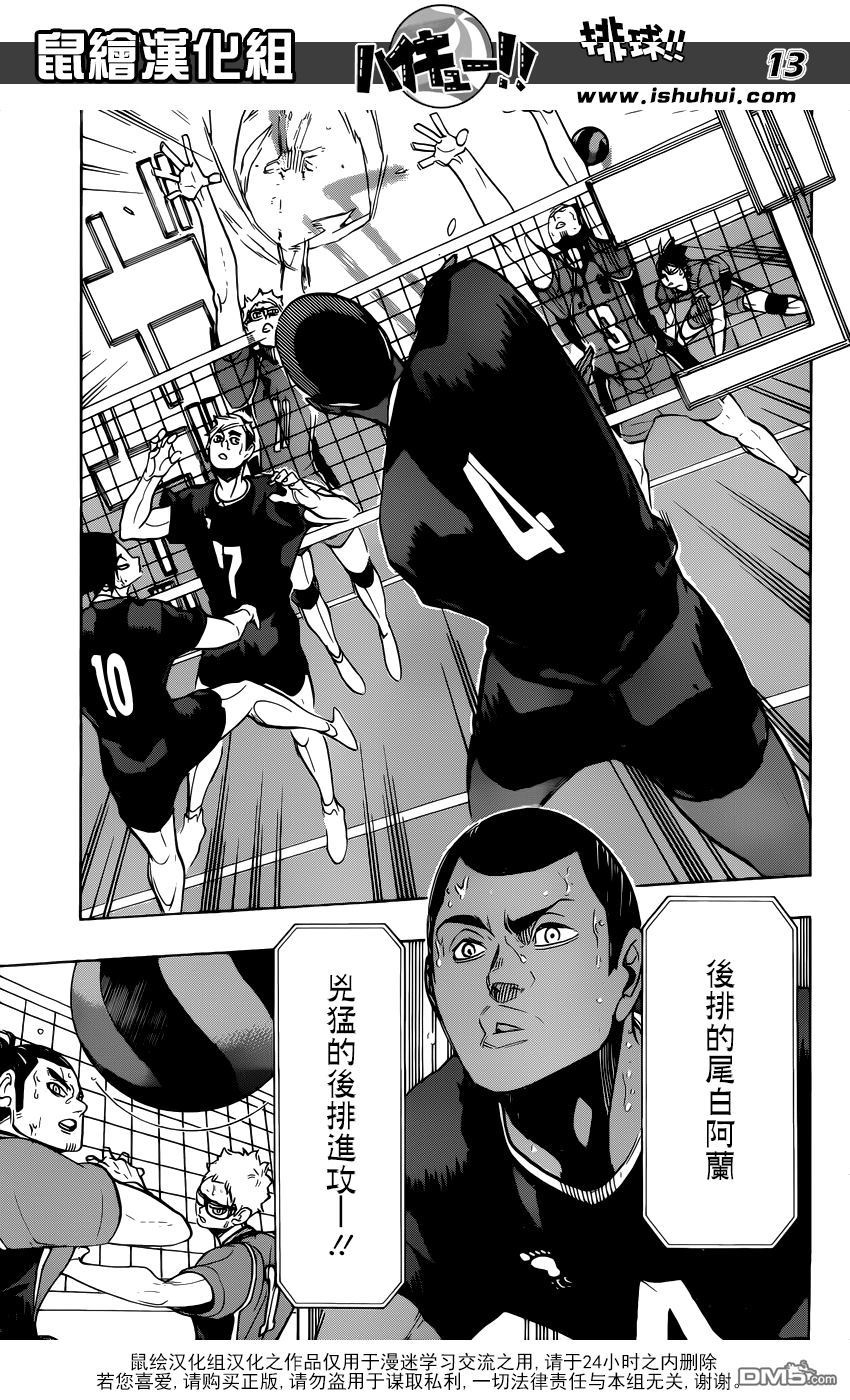 鼠繪漢化組
ハイキュー!!
排球!!
13
www.ishuhui.com
4
17
10
後排的尾白阿蘭
兇猛的後排進攻—!!
鼠绘汉化组汉化之作品仅用于漫迷学习交流之用,请于24小时之内删除
若您喜爱,请购买正版,请勿盗用于谋取私利,一切法律责任与本组无关,谢谢.
DM5.com